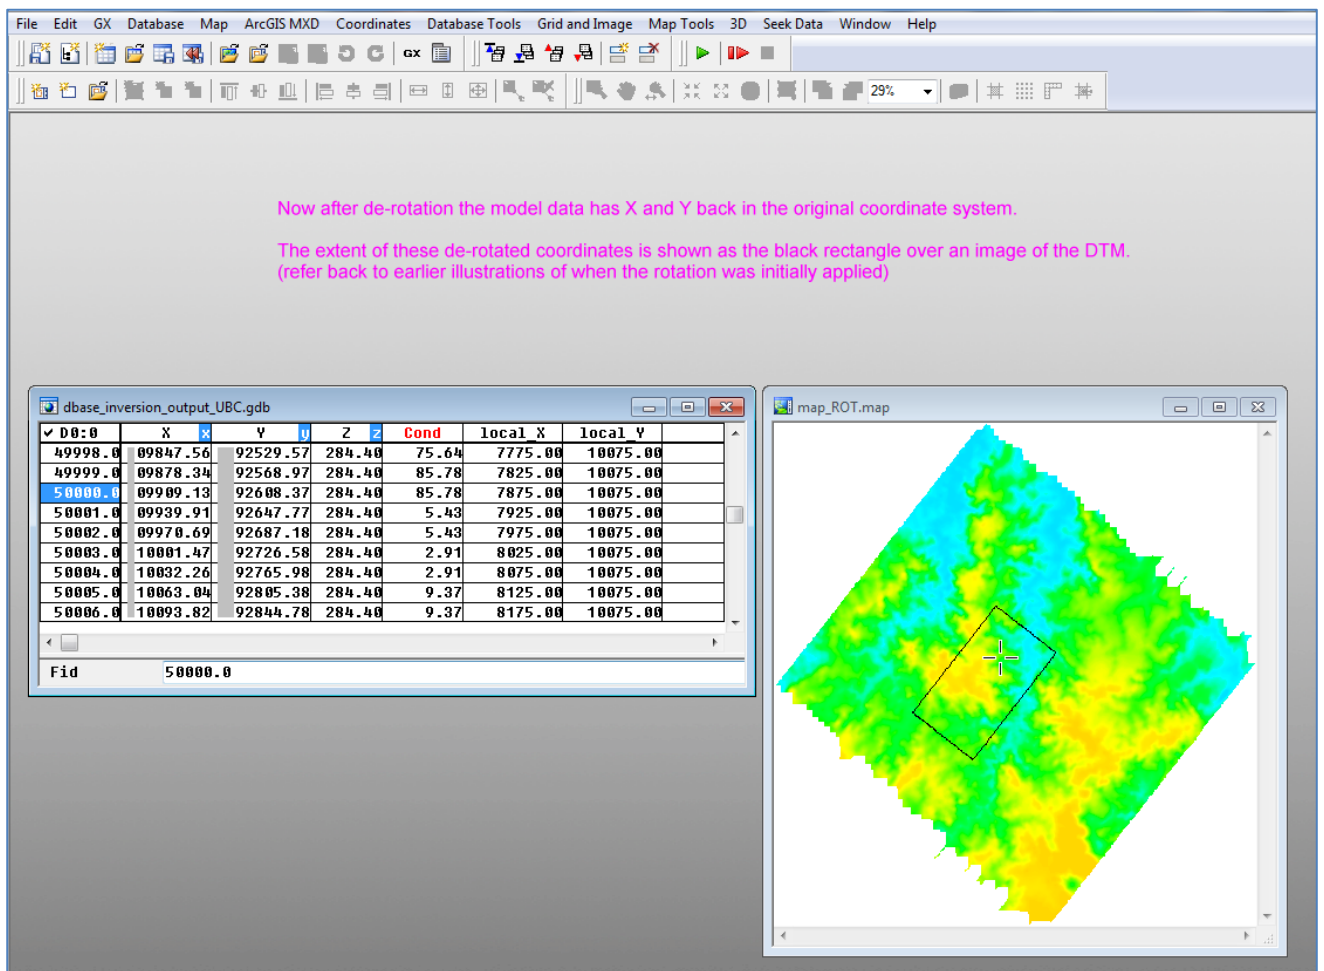 File Edit GX Database Map ArcGIS MXD Coordinates Database Tools Grid and Image Map Tools 3D Seek Data Window Help
GX
29%
Now after de-rotation the model data has X and Y back in the original coordinate system.
The extent of these de-rotated coordinates is shown as the black rectangle over an image of the DTM.
(refer back to earlier illustrations of when the rotation was initially applied)
dbase_inversion_output_UBC.gdb
✓ D0:0 X x Y y Z z Cond local_X local_Y
49998.0 09847.56 92529.57 284.40 75.64 7775.00 10075.00
49999.0 09878.34 92568.97 284.40 85.78 7825.00 10075.00
50000.0 09909.13 92608.37 284.40 85.78 7875.00 10075.00
50001.0 09939.91 92647.77 284.40 5.43 7925.00 10075.00
50002.0 09970.69 92687.18 284.40 5.43 7975.00 10075.00
50003.0 10001.47 92726.58 284.40 2.91 8025.00 10075.00
50004.0 10032.26 92765.98 284.40 2.91 8075.00 10075.00
50005.0 10063.04 92805.38 284.40 9.37 8125.00 10075.00
50006.0 10093.82 92844.78 284.40 9.37 8175.00 10075.00
Fid 50000.0
map_ROT.map